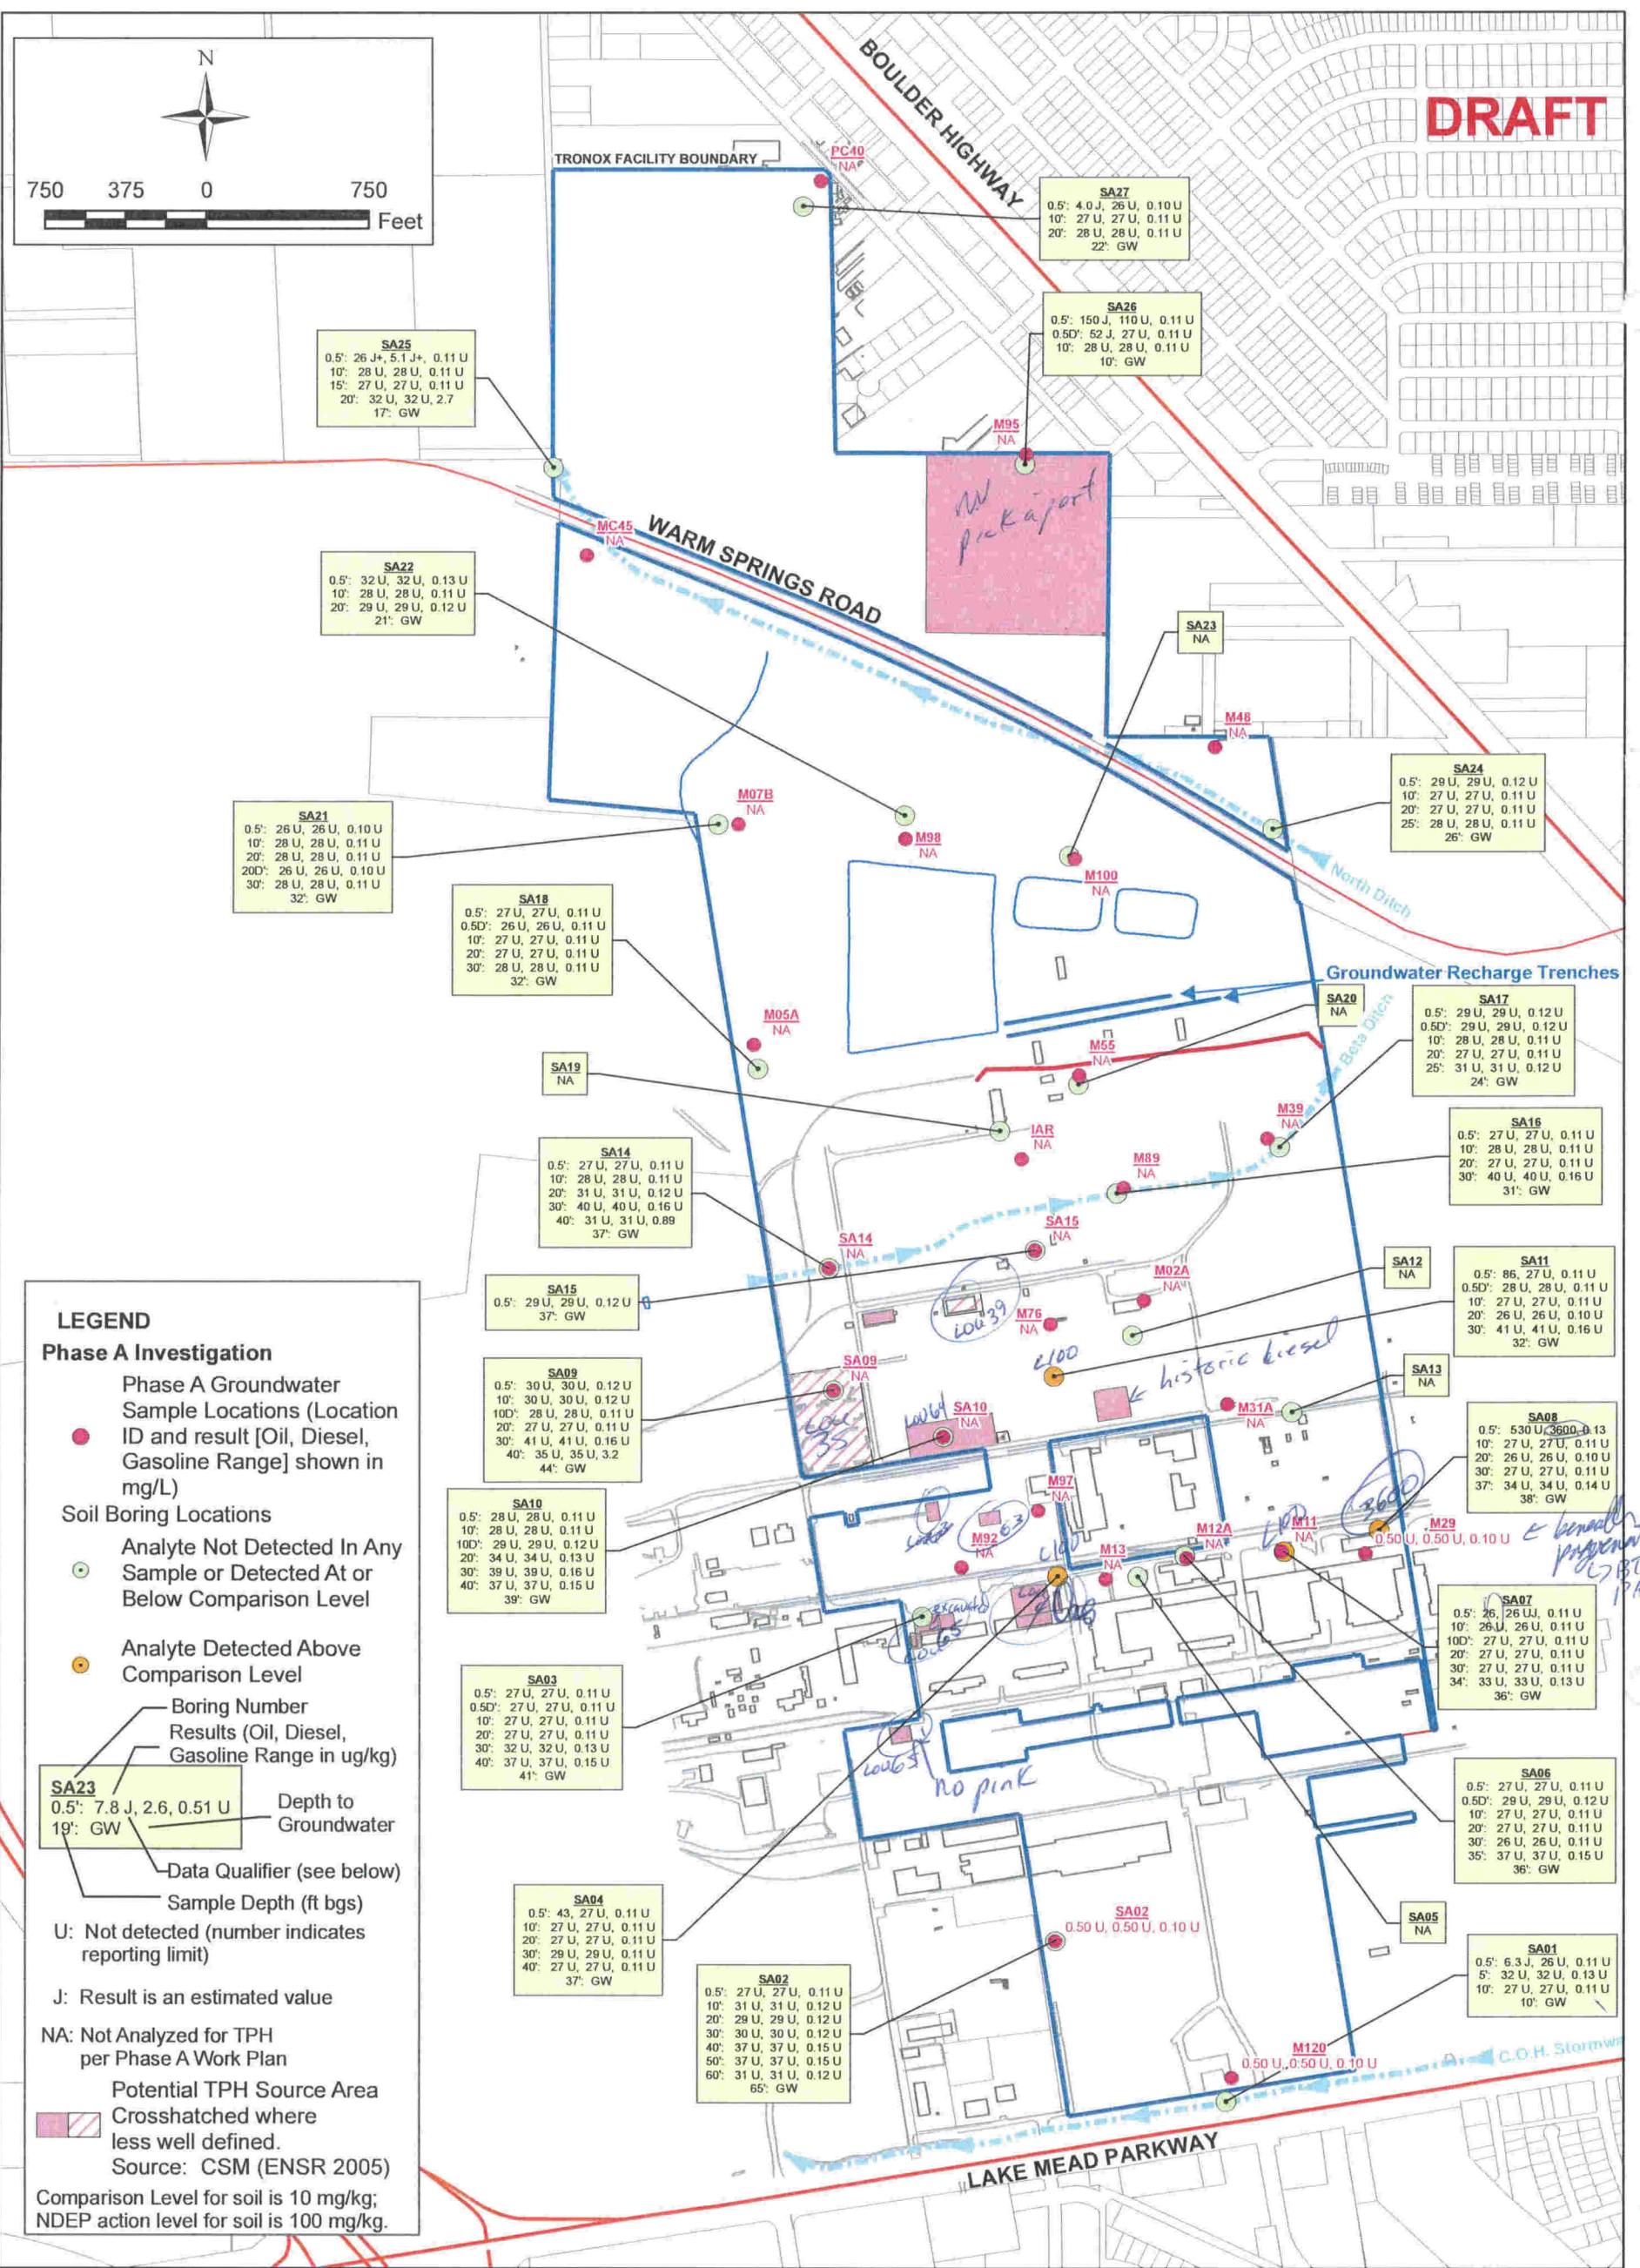 N
750 375 0 750
Feet
DRAFT
BOULDER HIGHWAY
TRONOX FACILITY BOUNDARY
PC40
NA
SA27
0.5': 4.0 J, 26 U, 0.10 U
10': 27 U, 27 U, 0.11 U
20': 28 U, 28 U, 0.11 U
22': GW
SA26
0.5': 150 J, 110 U, 0.11 U
0.5D': 52 J, 27 U, 0.11 U
10': 28 U, 28 U, 0.11 U
10': GW
SA25
0.5': 26 J+, 5.1 J+, 0.11 U
10': 28 U, 28 U, 0.11 U
15': 27 U, 27 U, 0.11 U
20': 32 U, 32 U, 2.7
17': GW
M95
NA
NV
pick a part
MC45
NA
WARM SPRINGS ROAD
SA22
0.5': 32 U, 32 U, 0.13 U
10': 28 U, 28 U, 0.11 U
20': 29 U, 29 U, 0.12 U
21': GW
SA23
NA
M48
NA
SA24
0.5': 29 U, 29 U, 0.12 U
10': 27 U, 27 U, 0.11 U
20': 27 U, 27 U, 0.11 U
25': 28 U, 28 U, 0.11 U
26': GW
SA21
0.5': 26 U, 26 U, 0.10 U
10': 28 U, 28 U, 0.11 U
20': 28 U, 28 U, 0.11 U
20D': 26 U, 26 U, 0.10 U
30': 28 U, 28 U, 0.11 U
32': GW
M07B
NA
M98
NA
M100
NA
North Ditch
SA18
0.5': 27 U, 27 U, 0.11 U
0.5D': 26 U, 26 U, 0.11 U
10': 27 U, 27 U, 0.11 U
20': 27 U, 27 U, 0.11 U
30': 28 U, 28 U, 0.11 U
32': GW
Groundwater Recharge Trenches
SA20
NA
SA17
0.5': 29 U, 29 U, 0.12 U
0.5D': 29 U, 29 U, 0.12 U
10': 28 U, 28 U, 0.11 U
20': 27 U, 27 U, 0.11 U
25': 31 U, 31 U, 0.12 U
24': GW
Beta Ditch
M05A
NA
M55
NA
SA19
NA
IAR
NA
M39
NA
SA16
0.5': 27 U, 27 U, 0.11 U
10': 28 U, 28 U, 0.11 U
20': 27 U, 27 U, 0.11 U
30': 40 U, 40 U, 0.16 U
31': GW
SA14
0.5': 27 U, 27 U, 0.11 U
10': 28 U, 28 U, 0.11 U
20': 31 U, 31 U, 0.12 U
30': 40 U, 40 U, 0.16 U
40': 31 U, 31 U, 0.89
37': GW
M89
NA
SA14
NA
SA15
NA
SA15
0.5': 29 U, 29 U, 0.12 U
37': GW
LOU 39
M02A
NA
M76
NA
SA12
NA
SA11
0.5': 86, 27 U, 0.11 U
0.5D': 28 U, 28 U, 0.11 U
10': 27 U, 27 U, 0.11 U
20': 26 U, 26 U, 0.10 U
30': 41 U, 41 U, 0.16 U
32': GW
<100
← historic diesel
SA09
0.5': 30 U, 30 U, 0.12 U
10': 30 U, 30 U, 0.12 U
10D': 28 U, 28 U, 0.11 U
20': 27 U, 27 U, 0.11 U
30': 41 U, 41 U, 0.16 U
40': 35 U, 35 U, 3.2
44': GW
SA09
NA
LOU
35
LOU 64
SA10
NA
M31A
NA
SA13
NA
SA08
0.5': 530 U, 3600, 0.13
10': 27 U, 27 U, 0.11 U
20': 26 U, 26 U, 0.10 U
30': 27 U, 27 U, 0.11 U
37': 34 U, 34 U, 0.14 U
38': GW
SA10
0.5': 28 U, 28 U, 0.11 U
10': 28 U, 28 U, 0.11 U
10D': 29 U, 29 U, 0.12 U
20': 34 U, 34 U, 0.13 U
30': 39 U, 39 U, 0.16 U
40': 37 U, 37 U, 0.15 U
39': GW
M97
NA
M92
NA
63
<100
M13
NA
M12A
NA
M11
NA
3600
M29
0.50 U, 0.50 U, 0.10 U
← beneath
SA07
0.5': 26, 26 UJ, 0.11 U
10': 26 U, 26 U, 0.11 U
10D': 27 U, 27 U, 0.11 U
20': 27 U, 27 U, 0.11 U
30': 27 U, 27 U, 0.11 U
34': 33 U, 33 U, 0.13 U
36': GW
excavated
LOU 65
SA03
0.5': 27 U, 27 U, 0.11 U
0.5D': 27 U, 27 U, 0.11 U
10': 27 U, 27 U, 0.11 U
20': 27 U, 27 U, 0.11 U
30': 32 U, 32 U, 0.13 U
40': 37 U, 37 U, 0.15 U
41': GW
LOU 65
no pink
SA06
0.5': 27 U, 27 U, 0.11 U
0.5D': 29 U, 29 U, 0.12 U
10': 27 U, 27 U, 0.11 U
20': 27 U, 27 U, 0.11 U
30': 26 U, 26 U, 0.11 U
35': 37 U, 37 U, 0.15 U
36': GW
SA04
0.5': 43, 27 U, 0.11 U
10': 27 U, 27 U, 0.11 U
20': 27 U, 27 U, 0.11 U
30': 29 U, 29 U, 0.11 U
40': 27 U, 27 U, 0.11 U
37': GW
SA02
0.50 U, 0.50 U, 0.10 U
SA05
NA
SA02
0.5': 27 U, 27 U, 0.11 U
10': 31 U, 31 U, 0.12 U
20': 29 U, 29 U, 0.12 U
30': 30 U, 30 U, 0.12 U
40': 37 U, 37 U, 0.15 U
50': 37 U, 37 U, 0.15 U
60': 31 U, 31 U, 0.12 U
65': GW
SA01
0.5': 6.3 J, 26 U, 0.11 U
5': 32 U, 32 U, 0.13 U
10': 27 U, 27 U, 0.11 U
10': GW
M120
0.50 U, 0.50 U, 0.10 U
C.O.H. Stormwa
LAKE MEAD PARKWAY
LEGEND
Phase A Investigation
Phase A Groundwater
Sample Locations (Location
ID and result [Oil, Diesel,
Gasoline Range] shown in
mg/L)
Soil Boring Locations
Analyte Not Detected In Any
Sample or Detected At or
Below Comparison Level
Analyte Detected Above
Comparison Level
Boring Number
Results (Oil, Diesel,
Gasoline Range in ug/kg)
SA23
0.5': 7.8 J, 2.6, 0.51 U
19': GW
Depth to
Groundwater
Data Qualifier (see below)
Sample Depth (ft bgs)
U: Not detected (number indicates
reporting limit)
J: Result is an estimated value
NA: Not Analyzed for TPH
per Phase A Work Plan
Potential TPH Source Area
Crosshatched where
less well defined.
Source: CSM (ENSR 2005)
Comparison Level for soil is 10 mg/kg;
NDEP action level for soil is 100 mg/kg.